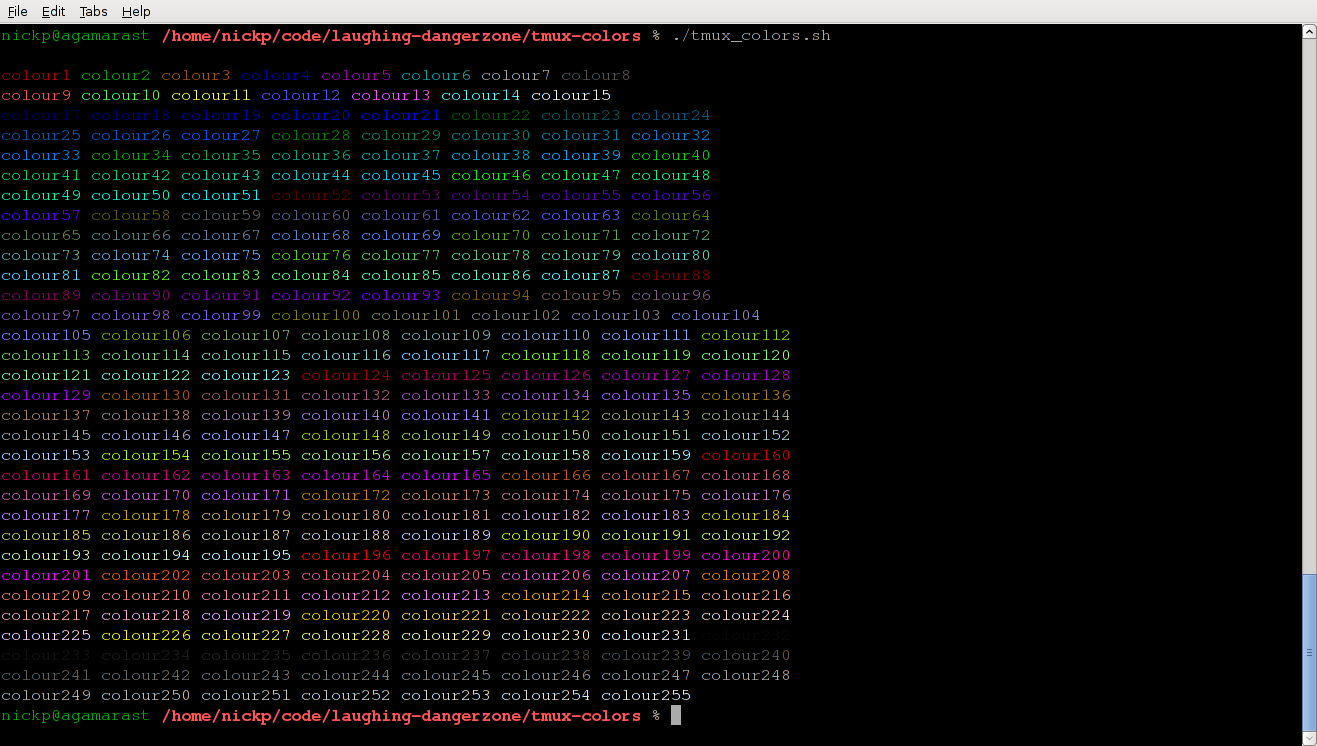 File Edit Tabs Help
nickp@agamarast /home/nickp/code/laughing-dangerzone/tmux-colors % ./tmux_colors.sh
colour1 colour2 colour3 colour4 colour5 colour6 colour7 colour8
colour9 colour10 colour11 colour12 colour13 colour14 colour15
colour17 colour18 colour19 colour20 colour21 colour22 colour23 colour24
colour25 colour26 colour27 colour28 colour29 colour30 colour31 colour32
colour33 colour34 colour35 colour36 colour37 colour38 colour39 colour40
colour41 colour42 colour43 colour44 colour45 colour46 colour47 colour48
colour49 colour50 colour51 colour52 colour53 colour54 colour55 colour56
colour57 colour58 colour59 colour60 colour61 colour62 colour63 colour64
colour65 colour66 colour67 colour68 colour69 colour70 colour71 colour72
colour73 colour74 colour75 colour76 colour77 colour78 colour79 colour80
colour81 colour82 colour83 colour84 colour85 colour86 colour87 colour88
colour89 colour90 colour91 colour92 colour93 colour94 colour95 colour96
colour97 colour98 colour99 colour100 colour101 colour102 colour103 colour104
colour105 colour106 colour107 colour108 colour109 colour110 colour111 colour112
colour113 colour114 colour115 colour116 colour117 colour118 colour119 colour120
colour121 colour122 colour123 colour124 colour125 colour126 colour127 colour128
colour129 colour130 colour131 colour132 colour133 colour134 colour135 colour136
colour137 colour138 colour139 colour140 colour141 colour142 colour143 colour144
colour145 colour146 colour147 colour148 colour149 colour150 colour151 colour152
colour153 colour154 colour155 colour156 colour157 colour158 colour159 colour160
colour161 colour162 colour163 colour164 colour165 colour166 colour167 colour168
colour169 colour170 colour171 colour172 colour173 colour174 colour175 colour176
colour177 colour178 colour179 colour180 colour181 colour182 colour183 colour184
colour185 colour186 colour187 colour188 colour189 colour190 colour191 colour192
colour193 colour194 colour195 colour196 colour197 colour198 colour199 colour200
colour201 colour202 colour203 colour204 colour205 colour206 colour207 colour208
colour209 colour210 colour211 colour212 colour213 colour214 colour215 colour216
colour217 colour218 colour219 colour220 colour221 colour222 colour223 colour224
colour225 colour226 colour227 colour228 colour229 colour230 colour231 colour232
colour233 colour234 colour235 colour236 colour237 colour238 colour239 colour240
colour241 colour242 colour243 colour244 colour245 colour246 colour247 colour248
colour249 colour250 colour251 colour252 colour253 colour254 colour255
nickp@agamarast /home/nickp/code/laughing-dangerzone/tmux-colors %